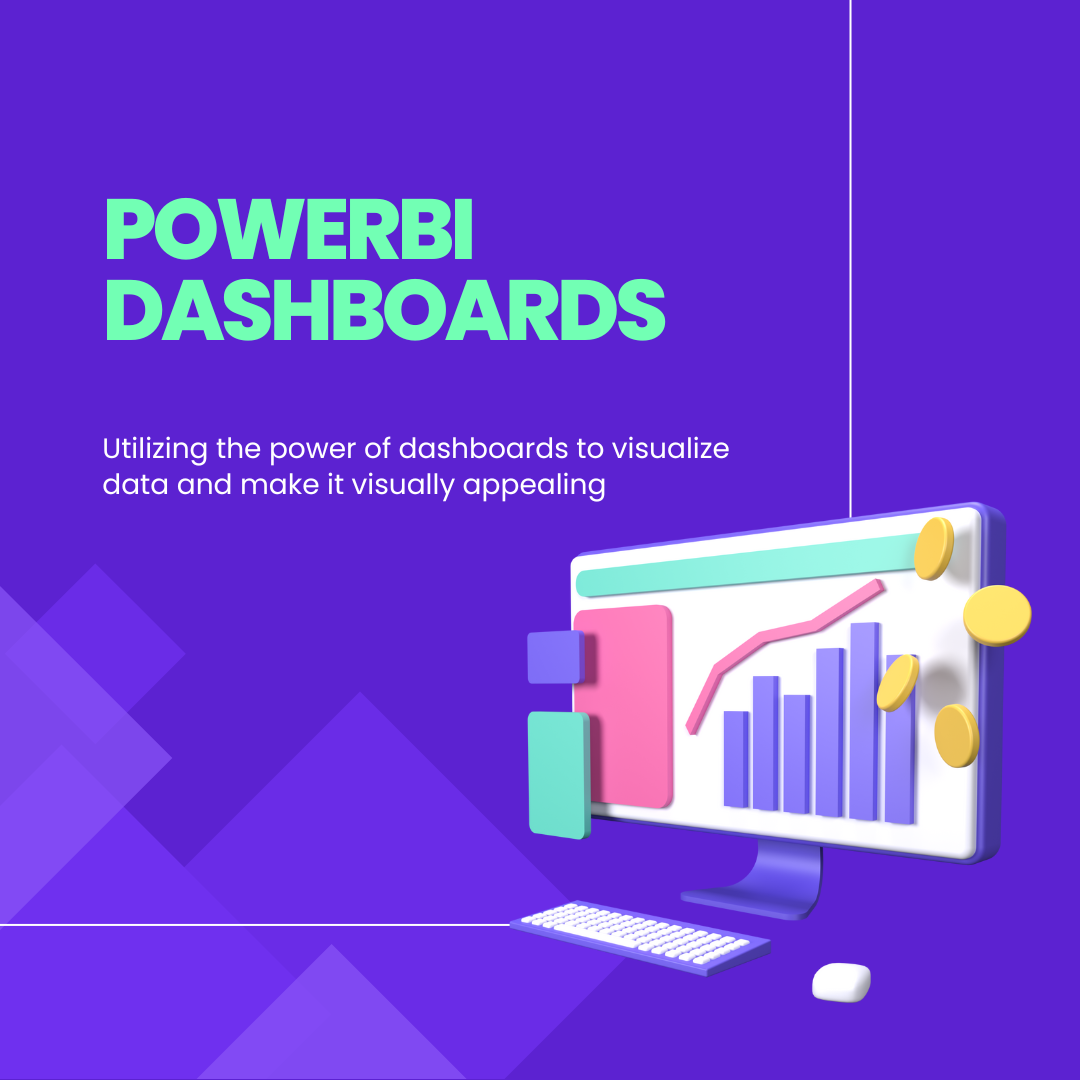 POWERBI
DASHBOARDS
Utilizing the power of dashboards to visualize
data and make it visually appealing